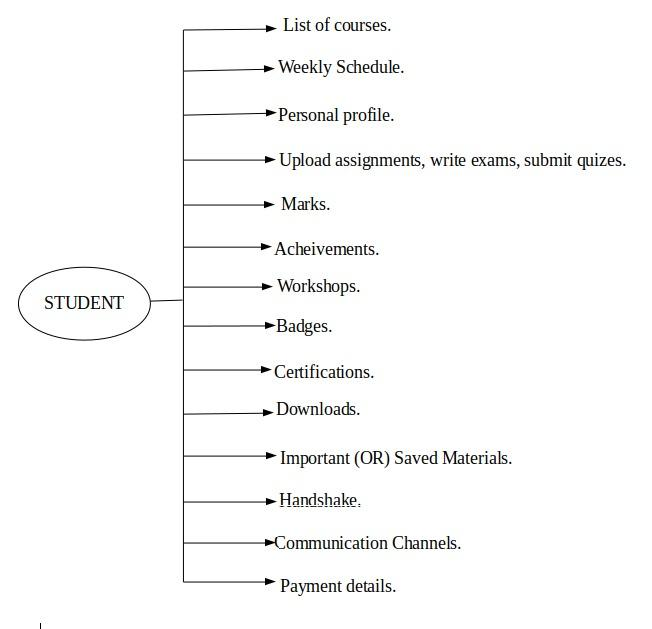 List of courses.
Weekly Schedule.
Personal profile.
Upload assignments, write exams, submit quizes.
Marks.
Acheivements.
Workshops.
STUDENT
Badges.
Certifications.
Downloads.
Important (OR) Saved Materials.
Handshake.
Communication Channels.
Payment details.